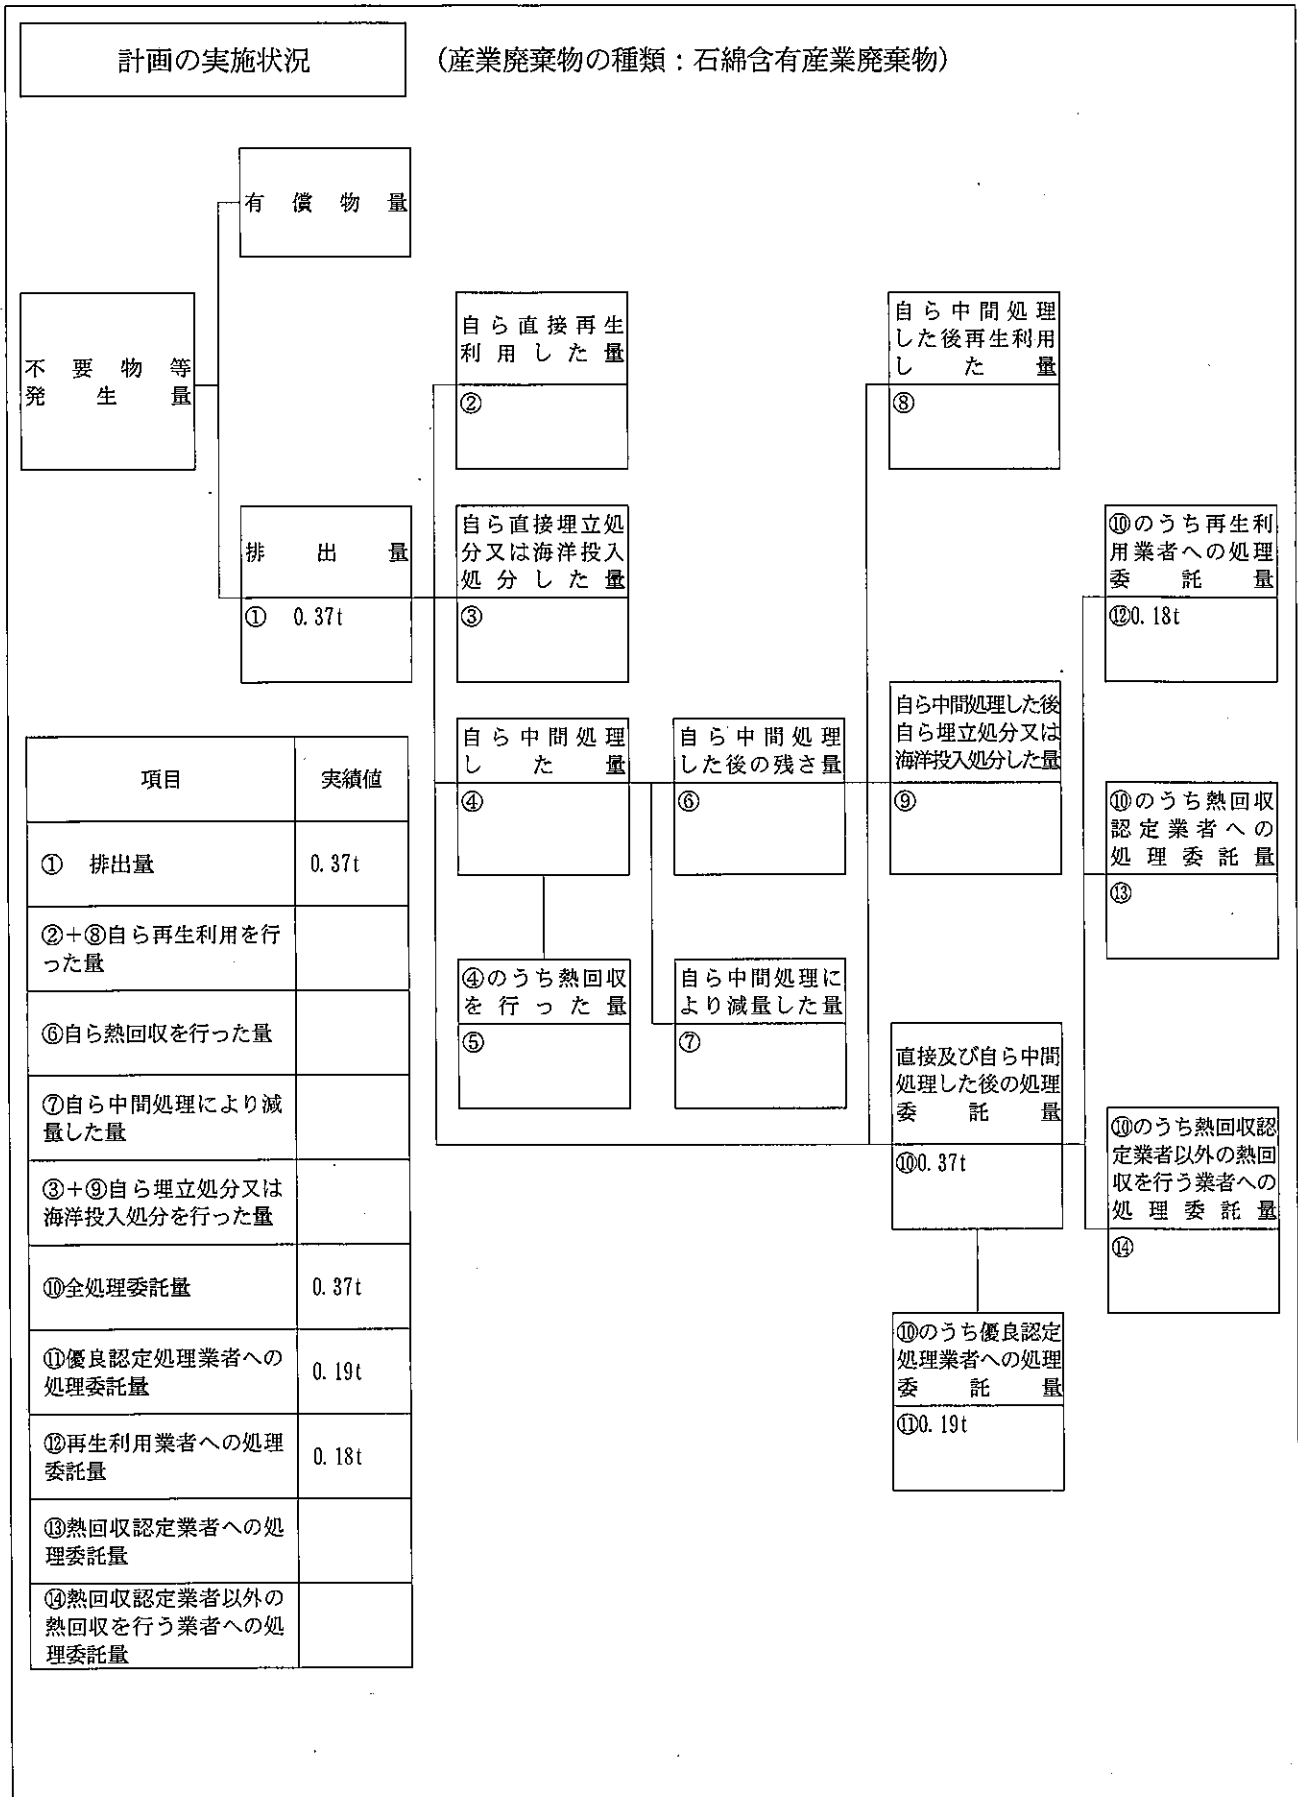 計画の実施状況
(産業廃棄物の種類：石綿含有産業廃棄物)
有償物量
不要物等
発生量
自ら直接再生
利用した量
②
自ら中間処理
した後再生利用
した量
⑧
排出量
① 0.37t
自ら直接埋立処
分又は海洋投入
処分した量
③
⑩のうち再生利
用業者への処理
委託量
⑫0.18t
自ら中間処理
した量
④
自ら中間処理
した後の残さ量
⑥
自ら中間処理した後
自ら埋立処分又は
海洋投入処分した量
⑨
⑩のうち熱回収
認定業者への
処理委託量
⑬
④のうち熱回収
を行った量
⑤
自ら中間処理に
より減量した量
⑦
直接及び自ら中間
処理した後の処理
委託量
⑩0.37t
⑩のうち熱回収認
定業者以外の熱回
収を行う業者への
処理委託量
⑭
⑩のうち優良認定
処理業者への処理
委託量
⑪0.19t
項目 実績値
① 排出量 0.37t
②＋⑧自ら再生利用を行
った量
⑥自ら熱回収を行った量
⑦自ら中間処理により減
量した量
③＋⑨自ら埋立処分又は
海洋投入処分を行った量
⑩全処理委託量 0.37t
⑪優良認定処理業者への
処理委託量 0.19t
⑫再生利用業者への処理
委託量 0.18t
⑬熱回収認定業者への処
理委託量
⑭熱回収認定業者以外の
熱回収を行う業者への処
理委託量